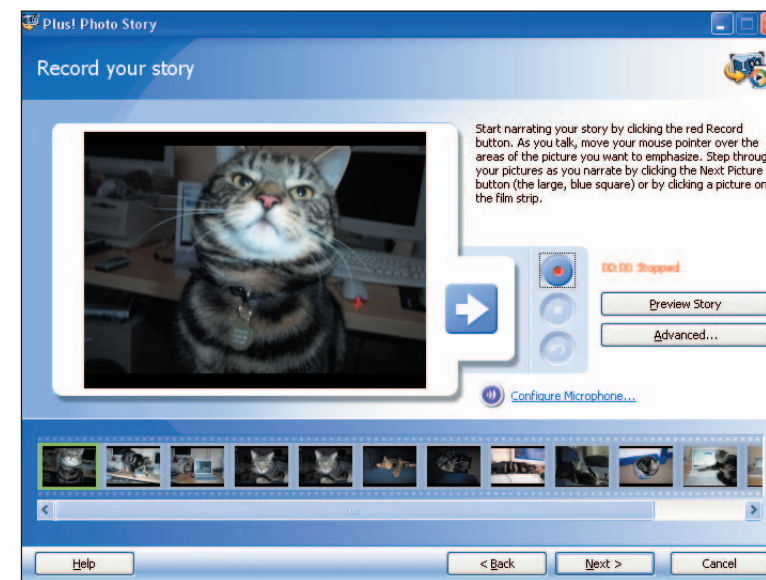 Plus! Photo Story
Record your story
Start narrating your story by clicking the red Record
button. As you talk, move your mouse pointer over the
areas of the picture you want to emphasize. Step throug
your pictures as you narrate by clicking the Next Picture
button (the large, blue square) or by clicking a picture on
the film strip.
00:00 Stopped
Preview Story
Advanced...
Configure Microphone...
Help
< Back
Next >
Cancel